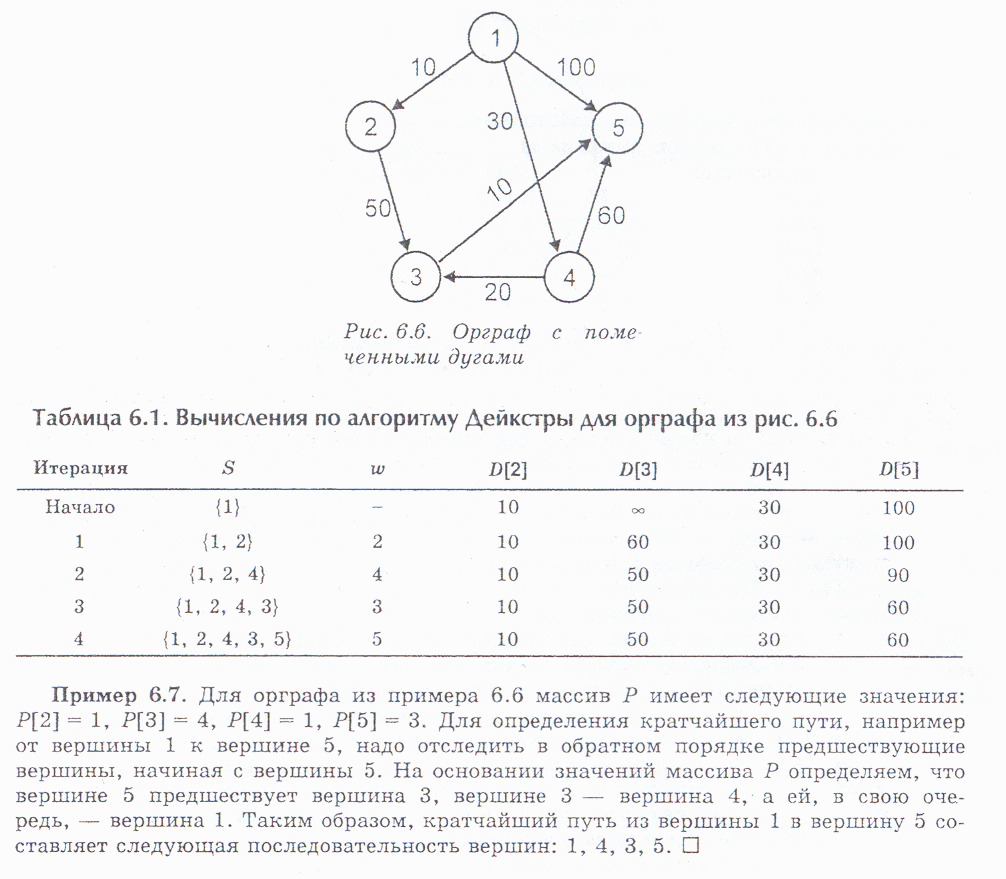 1
10
100
30
2
5
10
50
60
3
4
20
Рис. 6.6. Орграф с поме-
ченными дугами
Таблица 6.1. Вычисления по алгоритму Дейкстры для орграфа из рис. 6.6
Итерация S w D[2] D[3] D[4] D[5]
Начало {1} – 10 ∞ 30 100
1 {1, 2} 2 10 60 30 100
2 {1, 2, 4} 4 10 50 30 90
3 {1, 2, 4, 3} 3 10 50 30 60
4 {1, 2, 4, 3, 5} 5 10 50 30 60
Пример 6.7. Для орграфа из примера 6.6 массив P имеет следующие значения:
P[2] = 1, P[3] = 4, P[4] = 1, P[5] = 3. Для определения кратчайшего пути, например
от вершины 1 к вершине 5, надо отследить в обратном порядке предшествующие
вершины, начиная с вершины 5. На основании значений массива P определяем, что
вершине 5 предшествует вершина 3, вершине 3 — вершина 4, а ей, в свою оче-
редь, — вершина 1. Таким образом, кратчайший путь из вершины 1 в вершину 5 со-
ставляет следующая последовательность вершин: 1, 4, 3, 5. □